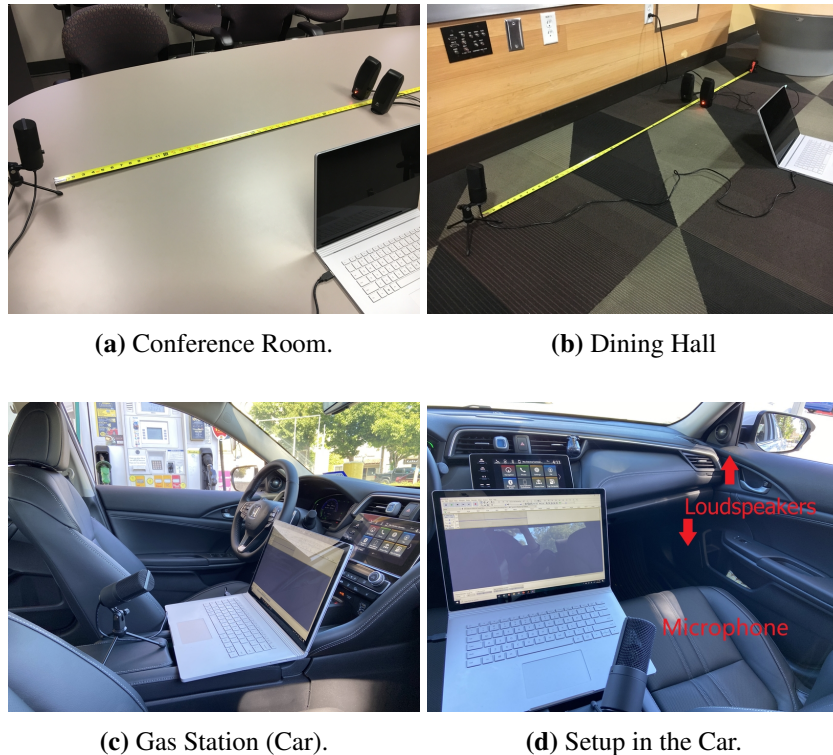 (a) Conference Room.
(b) Dining Hall
Loudspeakers
Microphone
(c) Gas Station (Car).
(d) Setup in the Car.